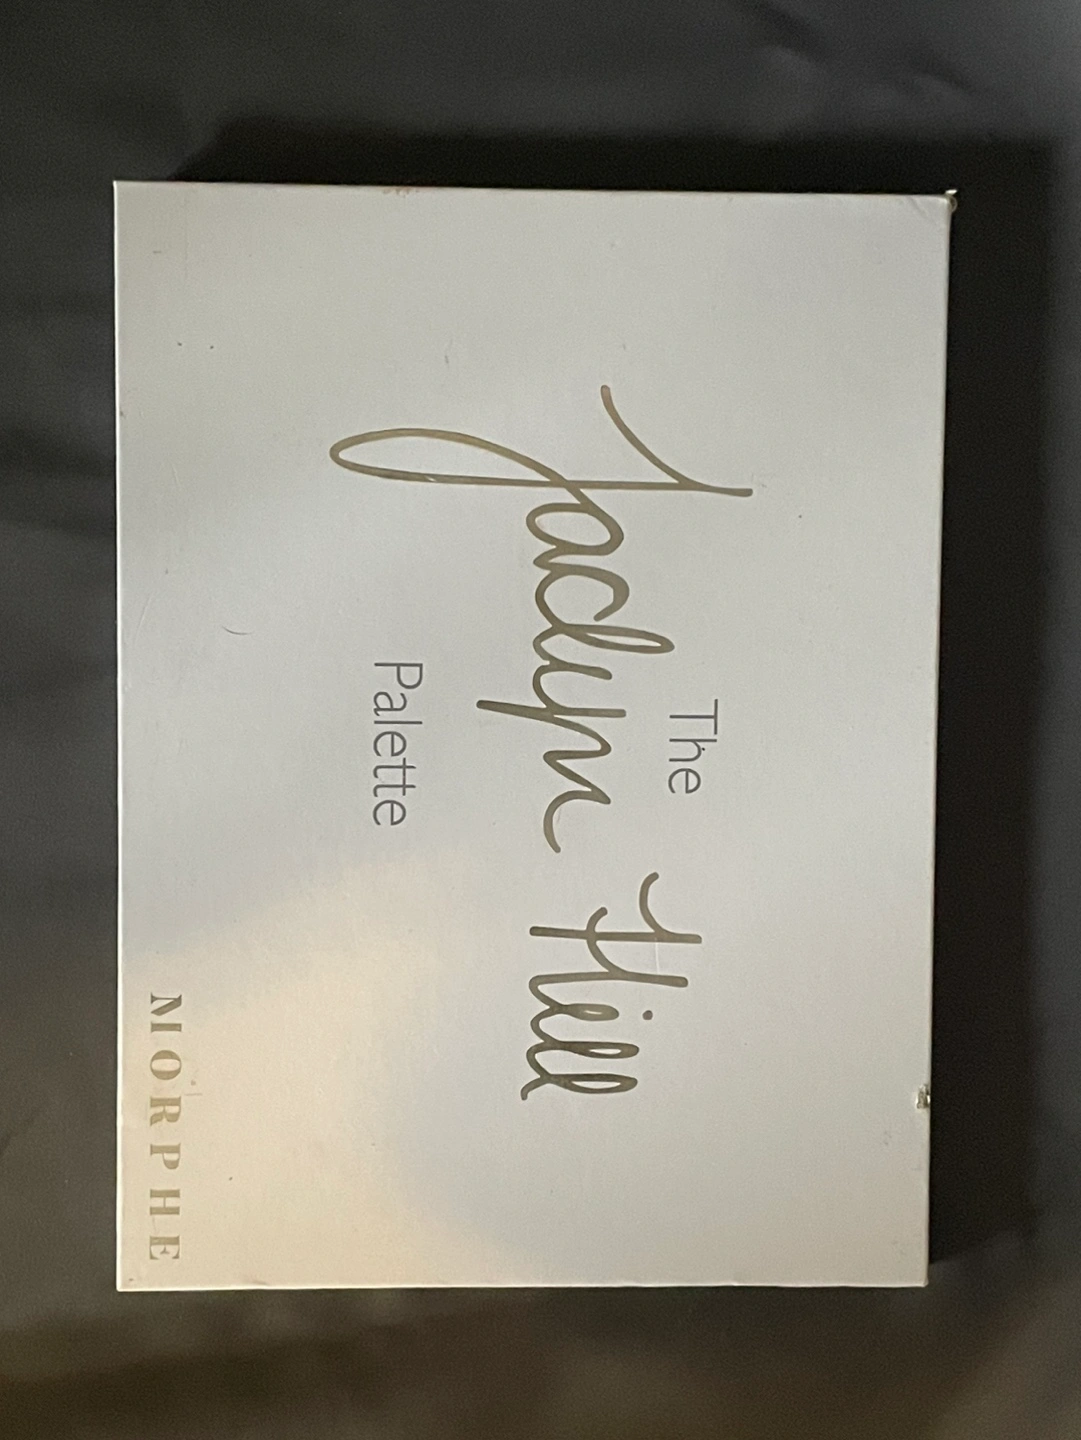 The
Jaclyn Hill
Palette
MORPHE